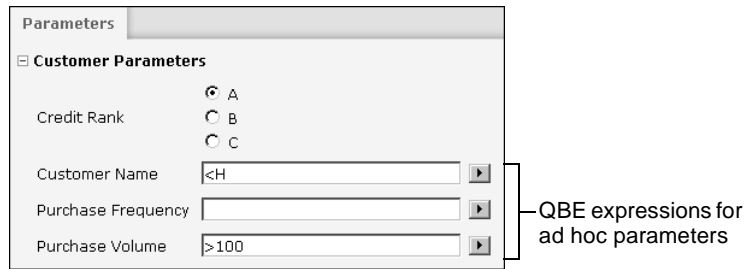 Parameters
Customer Parameters
Credit Rank
A
B
C
Customer Name
<H
Purchase Frequency
Purchase Volume
>100
QBE expressions for
ad hoc parameters